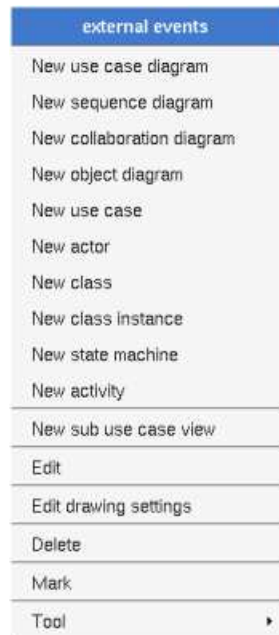 external events
New use case diagram
New sequence diagram
New collaboration diagram
New object diagram
New use case
New actor
New class
New class instance
New state machine
New activity
New sub use case view
Edit
Edit drawing settings
Delete
Mark
Tool